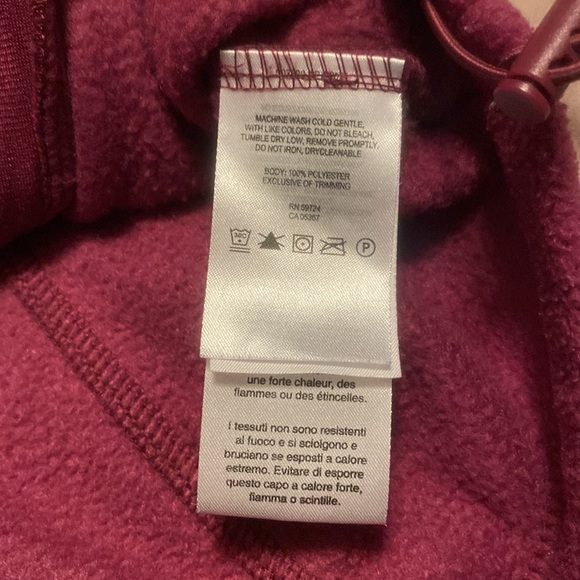 MACHINE WASH COLD GENTLE,
WITH LIKE COLORS, DO NOT BLEACH,
TUMBLE DRY LOW, REMOVE PROMPTLY,
DO NOT IRON, DRYCLEANABLE
BODY: 100% POLYESTER
EXCLUSIVE OF TRIMMING
RN 69724
CA 05367
30C
P
une forte chaleur, des
flammes ou des étincelles.
I tessuti non sono resistenti
al fuoco e si sciolgono e
bruciano se esposti a calore
estremo. Evitare di esporre
questo capo a calore forte,
fiamma o scintille.